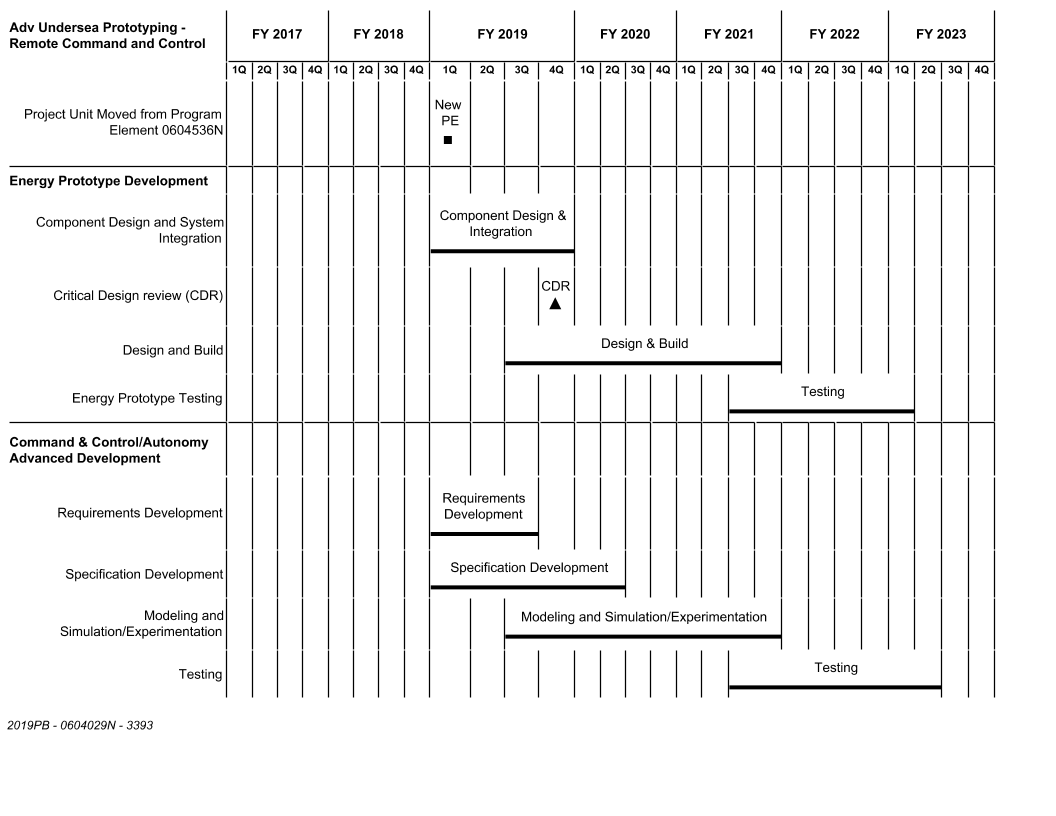 Adv Undersea Prototyping -
Remote Command and Control
FY 2017 FY 2018 FY 2019 FY 2020 FY 2021 FY 2022 FY 2023
1Q 2Q 3Q 4Q 1Q 2Q 3Q 4Q 1Q 2Q 3Q 4Q 1Q 2Q 3Q 4Q 1Q 2Q 3Q 4Q 1Q 2Q 3Q 4Q 1Q 2Q 3Q 4Q
Project Unit Moved from Program
Element 0604536N
New
PE
Energy Prototype Development
Component Design and System
Integration
Component Design &
Integration
Critical Design review (CDR)
CDR
Design and Build
Design & Build
Energy Prototype Testing
Testing
Command & Control/Autonomy
Advanced Development
Requirements Development
Requirements
Development
Specification Development
Specification Development
Modeling and
Simulation/Experimentation
Modeling and Simulation/Experimentation
Testing
Testing
2019PB - 0604029N - 3393